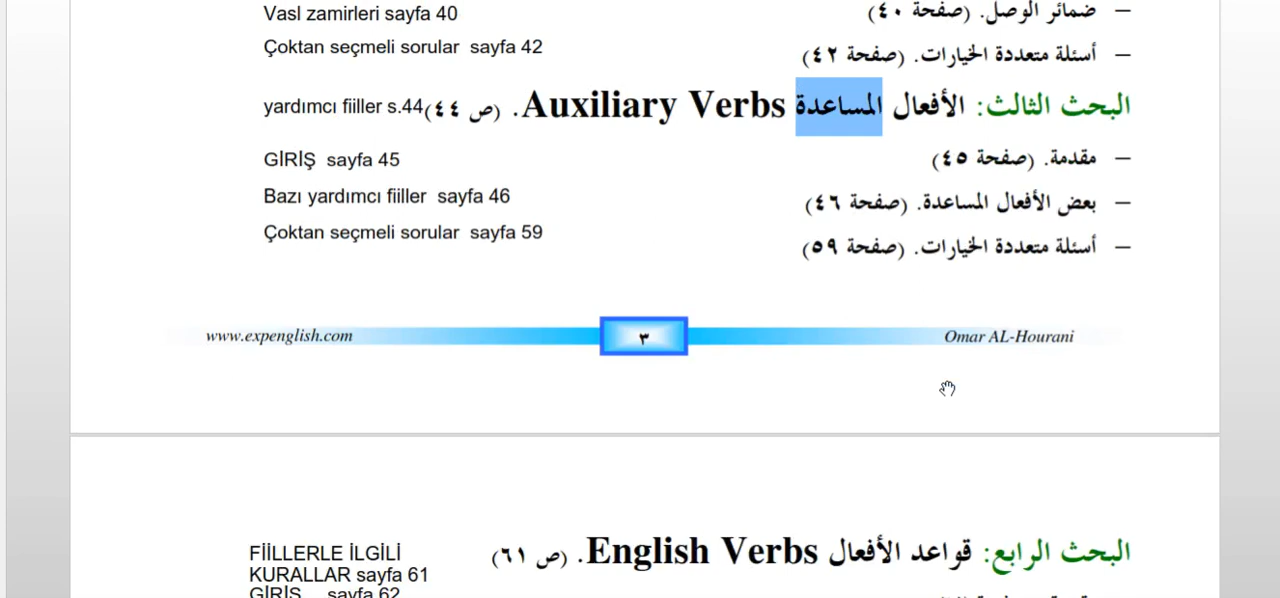 Vasl zamirleri sayfa 40
– ضمائر الوصل. (صفحة ٤٠)
Çoktan seçmeli sorular sayfa 42
– أسئلة متعددة الخيارات. (صفحة ٤٢)
yardımcı fiiller s.44
البحث الثالث: الأفعال المساعدة Auxiliary Verbs. (ص ٤٤)
GİRİŞ sayfa 45
– مقدمة. (صفحة ٤٥)
Bazı yardımcı fiiller sayfa 46
– بعض الأفعال المساعدة. (صفحة ٤٦)
Çoktan seçmeli sorular sayfa 59
– أسئلة متعددة الخيارات. (صفحة ٥٩)
www.expenglish.com
٣
Omar AL-Hourani
البحث الرابع: قواعد الأفعال English Verbs. (ص ٦١)
FİİLLERLE İLGİLİ
KURALLAR sayfa 61
GİRİŞ sayfa 62